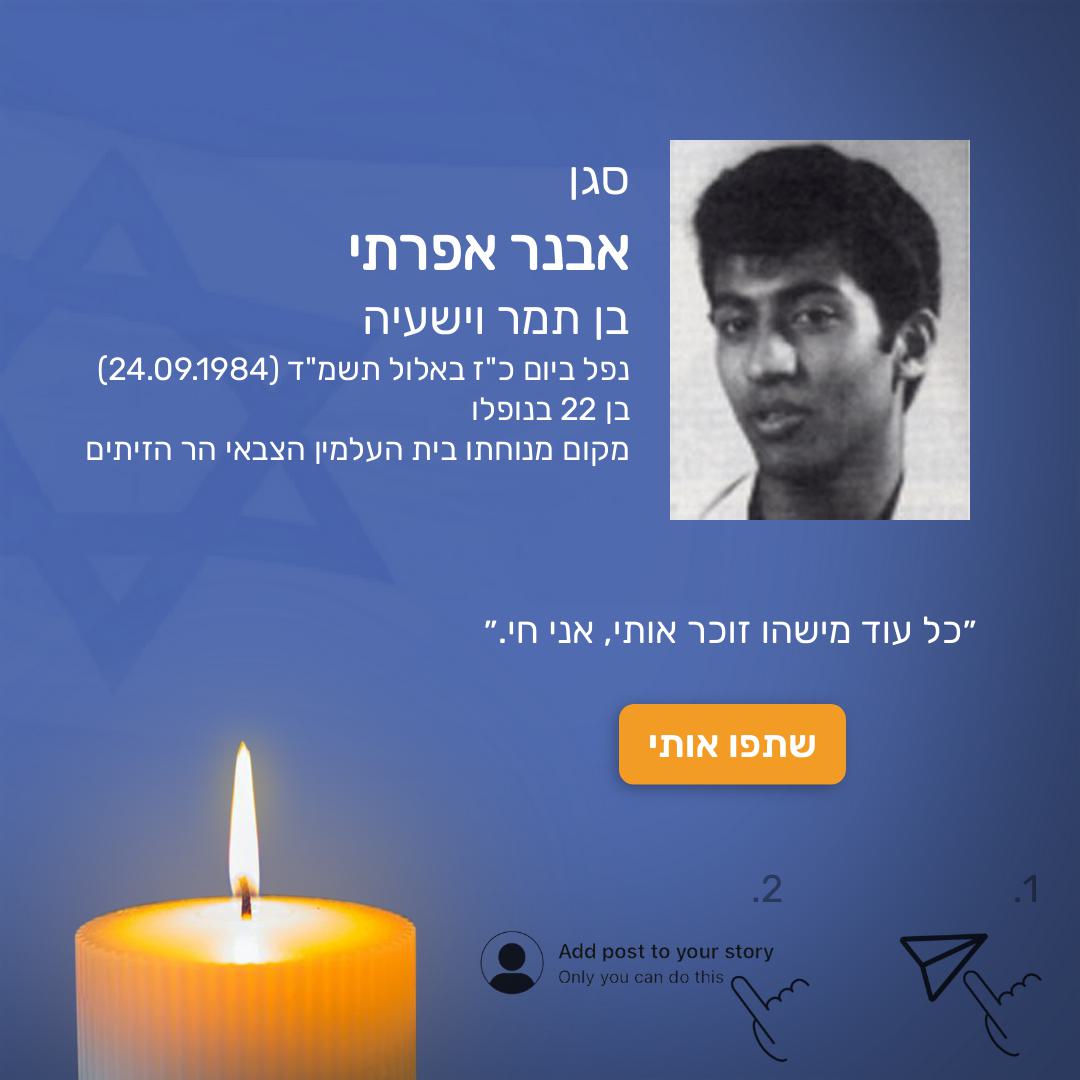 סגן
אבנר אפרתי
בן תמר וישעיה
נפל ביום כ"ז באלול תשמ"ד (24.09.1984)
בן 22 בנופלו
מקום מנוחתו בית העלמין הצבאי הר הזיתים
״כל עוד מישהו זוכר אותי, אני חי.״
שתפו אותי
1.
2.
Add post to your story
Only you can do this